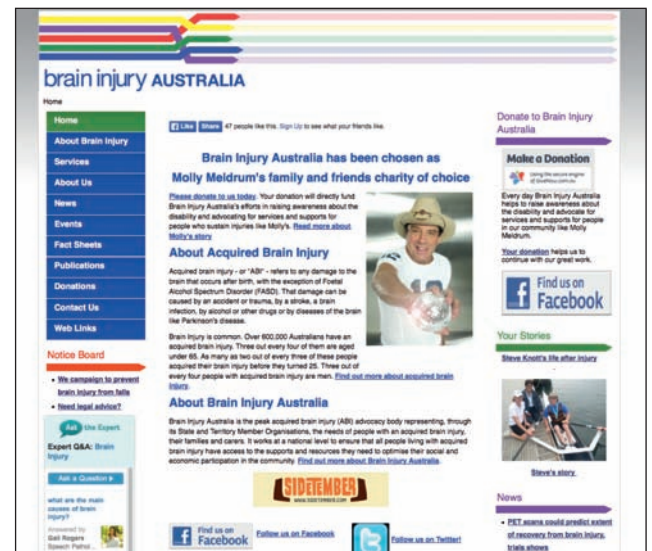 brain injury AUSTRALIA
Home
Home
About Brain Injury
Services
About Us
News
Events
Fact Sheets
Publications
Donations
Contact Us
Web Links
Notice Board
We campaign to prevent
brain injury from falls
Need legal advice?
Ask the Expert
Expert Q&A: Brain
Injury
Ask a Question
what are the main
causes of brain
injury?
Answered by
Gail Rogers
Speech Pathol...
Like Share 47 people like this. Sign Up to see what your friends like.
Brain Injury Australia has been chosen as
Molly Meldrum's family and friends charity of choice
Please donate to us today. Your donation will directly fund
Brain Injury Australia's efforts in raising awareness about the
disability and advocating for services and supports for
people who sustain injuries like Molly's. Read more about
Molly's story
About Acquired Brain Injury
Acquired brain injury - or "ABI" - refers to any damage to the
brain that occurs after birth, with the exception of Foetal
Alcohol Spectrum Disorder (FASD). That damage can be
caused by an accident or trauma, by a stroke, a brain
infection, by alcohol or other drugs or by diseases of the brain
like Parkinson's disease.
Brain Injury is common. Over 600,000 Australians have an
acquired brain injury. Three out every four of them are aged
under 65. As many as two out of every three of these people
acquired their brain injury before they turned 25. Three out of
every four people with acquired brain injury are men. Find out more about acquired brain
injury.
About Brain Injury Australia
Brain Injury Australia is the peak acquired brain injury (ABI) advocacy body representing, through
its State and Territory Member Organisations, the needs of people with an acquired brain injury,
their families and carers. It works at a national level to ensure that all people living with acquired
brain injury have access to the supports and resources they need to optimise their social and
economic participation in the community. Find out more about Brain Injury Australia.
SIDETEMBER
WWW.SIDETEMBER.COM
Find us on
Facebook
Follow us on Facebook
Follow us on Twitter!
Donate to Brain Injury
Australia
Make a Donation
Using the secure engine
of GiveNow.com.au
Every day Brain Injury Australia
helps to raise awareness about
the disability and advocate for
services and supports for people
in our community like Molly
Meldrum.
Your donation helps us to
continue with our great work.
Find us on
Facebook
Your Stories
Steve Knott's life after injury
Steve's story
News
PET scans could predict extent
of recovery from brain injury,
trials shows